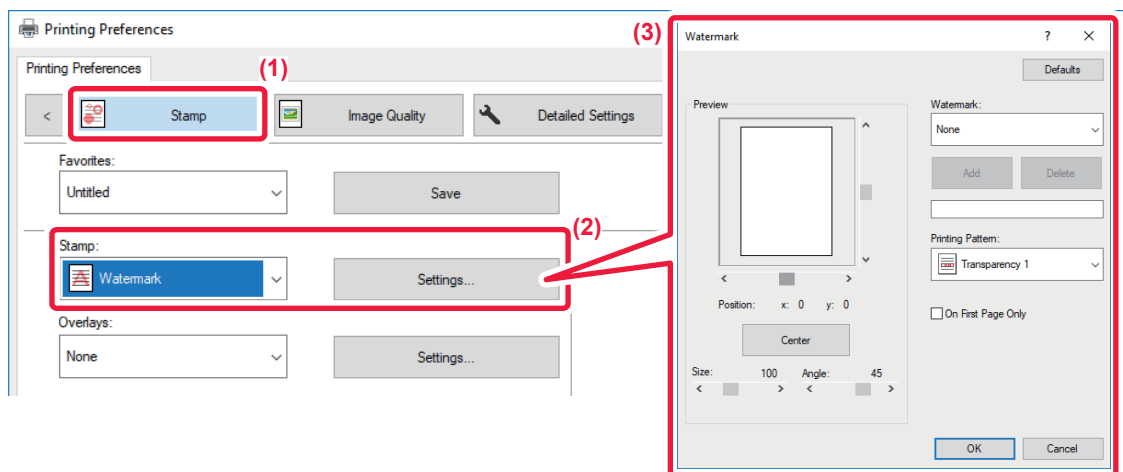 Printing Preferences
Printing Preferences
(1)
<
Stamp
Image Quality
Detailed Settings
Favorites:
Untitled
Save
(2)
Stamp:
Watermark
Settings...
Overlays:
None
Settings...
(3)
Watermark
?
Defaults
Preview
Position: x: 0 y: 0
Center
Size: 100 Angle: 45
< > < >
Watermark:
None
Add
Delete
Printing Pattern:
Transparency 1
On First Page Only
OK
Cancel